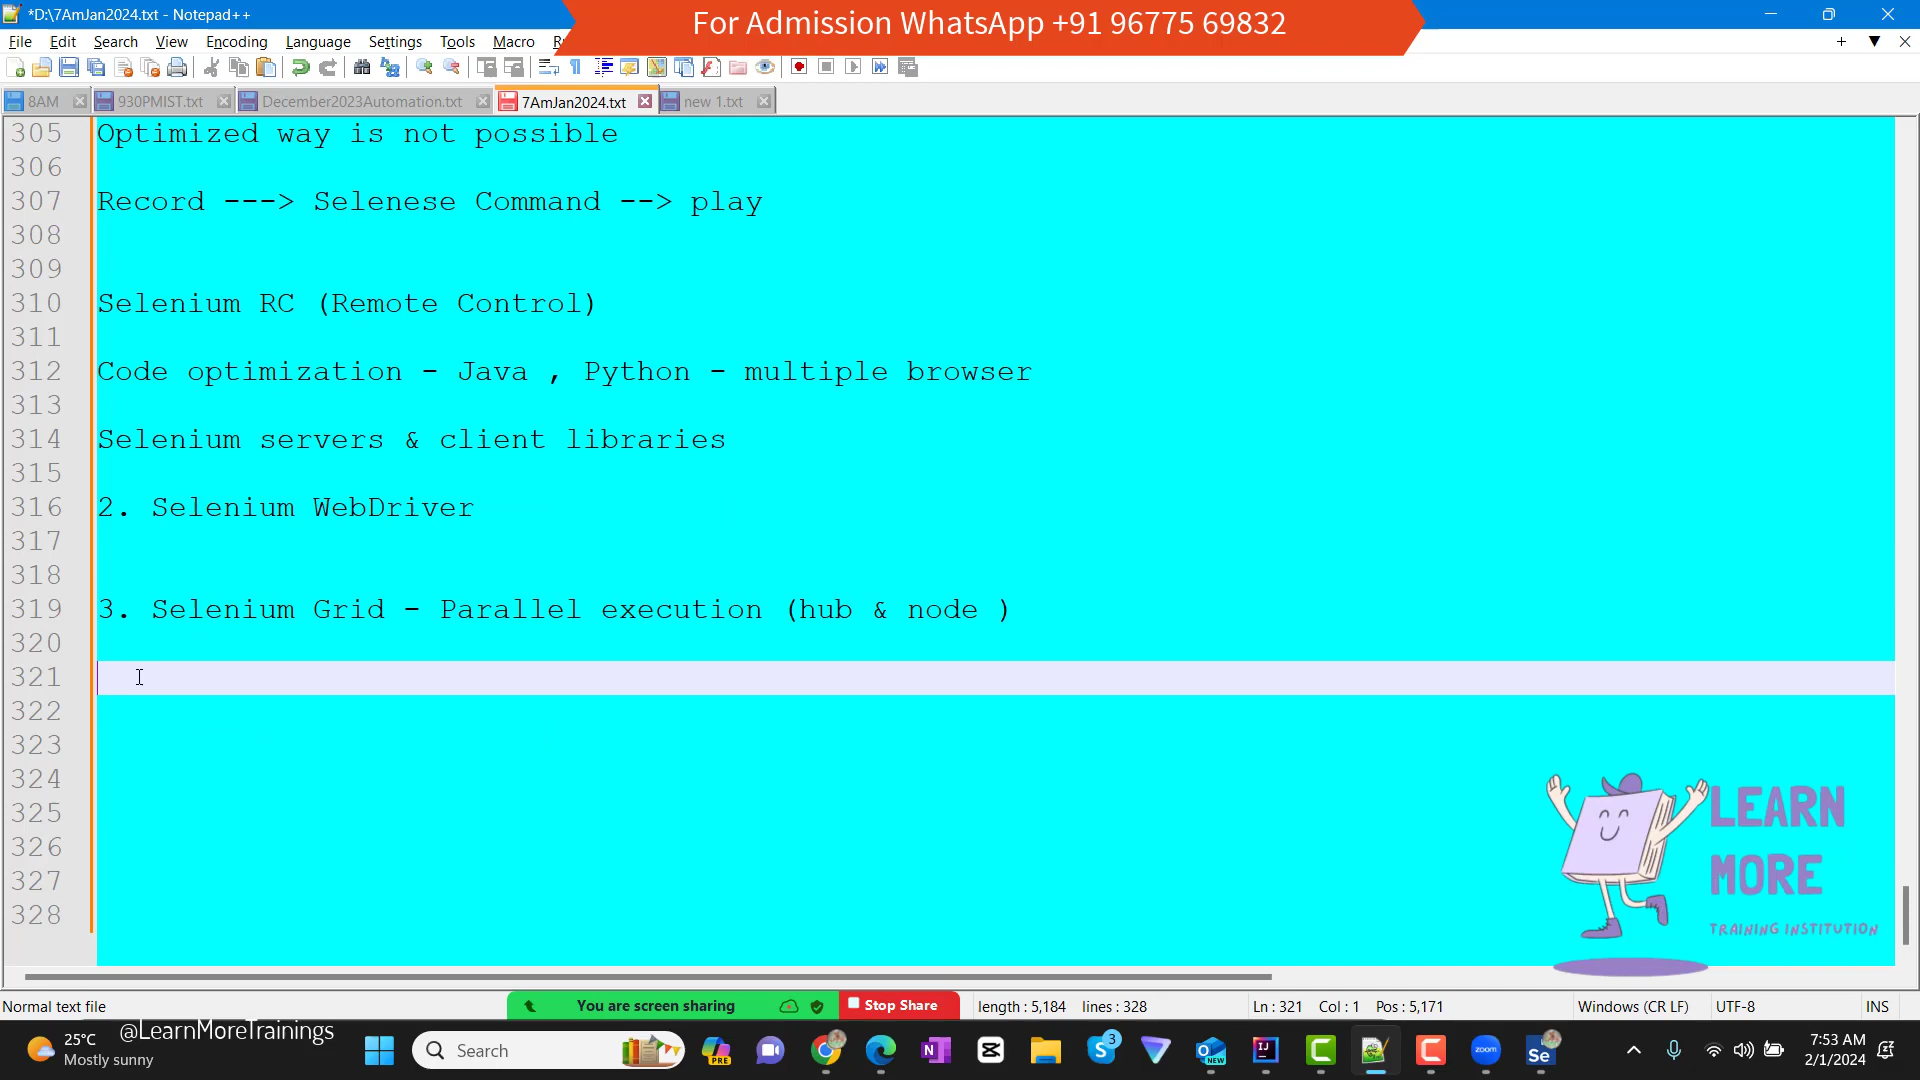 *D:\7AmJan2024.txt - Notepad++
For Admission WhatsApp +91 96775 69832
File Edit Search View Encoding Language Settings Tools Macro R
8AM 930PMIST.txt December2023Automation.txt 7AmJan2024.txt new 1.txt
305 Optimized way is not possible
306
307 Record ---> Selenese Command --> play
308
309
310 Selenium RC (Remote Control)
311
312 Code optimization - Java , Python - multiple browser
313
314 Selenium servers & client libraries
315
316 2. Selenium WebDriver
317
318
319 3. Selenium Grid - Parallel execution (hub & node )
320
321
322
323
324
325
326
327
328
LEARN
MORE
TRAINING INSTITUTION
Normal text file You are screen sharing Stop Share length : 5,184 lines : 328 Ln : 321 Col : 1 Pos : 5,171 Windows (CR LF) UTF-8 INS
25°C
Mostly sunny
@LearnMoreTrainings
Search
PRE
NEW
3
zoom
Se
7:53 AM
2/1/2024